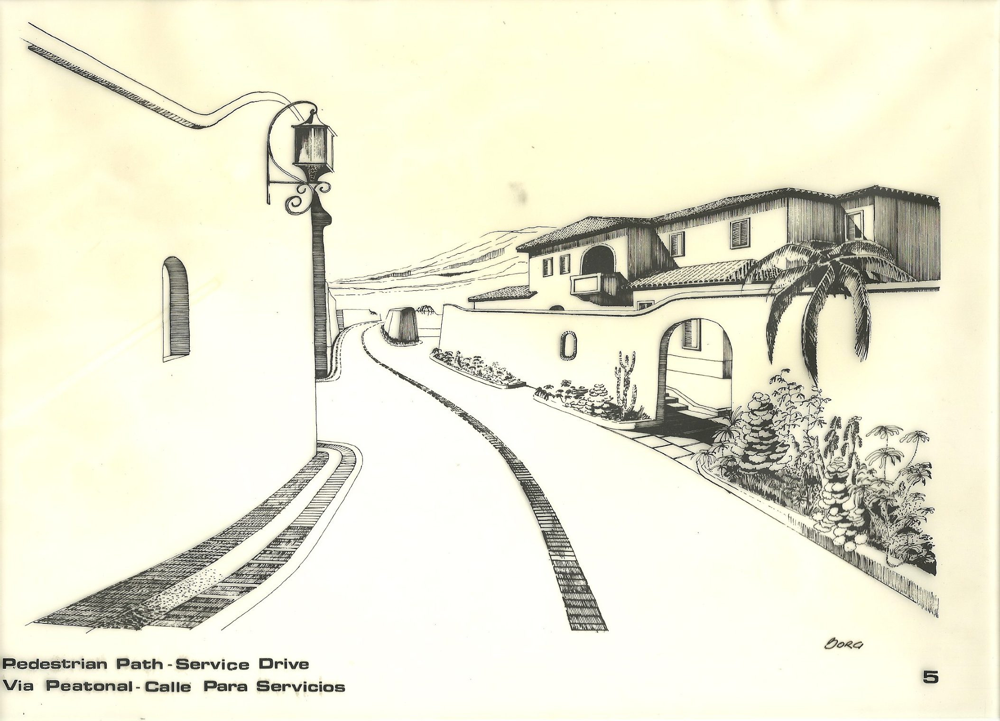 Bora
Pedestrian Path - Service Drive
Via Peatonal - Calle Para Servicios
5